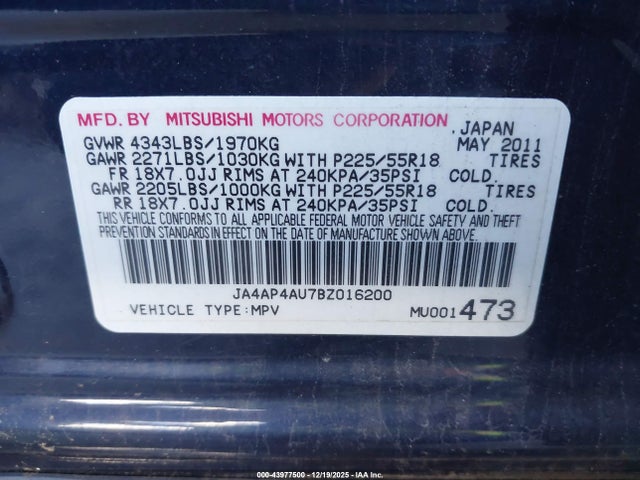 MFD. BY MITSUBISHI MOTORS CORPORATION, JAPAN
GVWR 4343LBS/1970KG MAY 2011
GAWR 2271LBS/1030KG WITH P225/55R18 TIRES
FR 18X7.0JJ RIMS AT 240KPA/35PSI COLD.
GAWR 2205LBS/1000KG WITH P225/55R18 TIRES
RR 18X7.0JJ RIMS AT 240KPA/35PSI COLD.
THIS VEHICLE CONFORMS TO ALL APPLICABLE FEDERAL MOTOR VEHICLE SAFETY AND THEFT
PREVENTION STANDARDS IN EFFECT ON THE DATE OF MANUFACTURE SHOWN ABOVE.
JA4AP4AU7BZ016200
VEHICLE TYPE:MPV MU001473
000-43977500 - 12/19/2025 - IAAI.COM